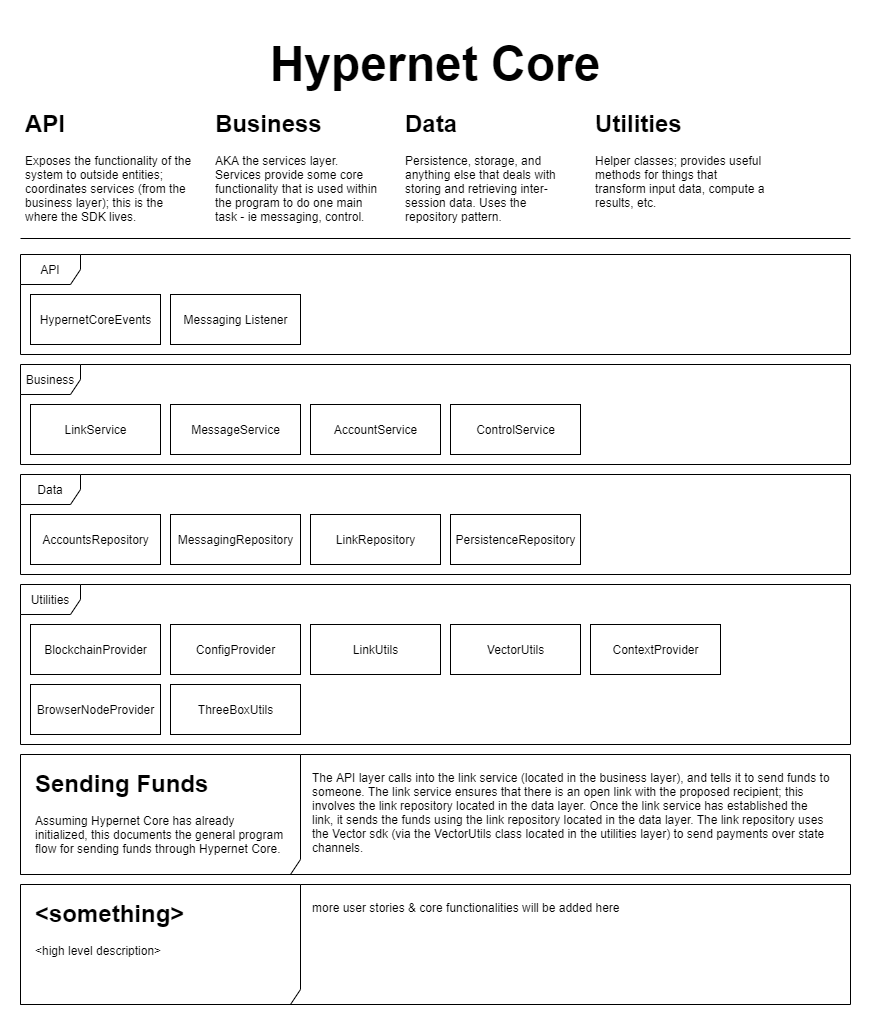 Hypernet Core
API
Exposes the functionality of the
system to outside entities;
coordinates services (from the
business layer); this is the
where the SDK lives.
Business
AKA the services layer.
Services provide some core
functionality that is used within
the program to do one main
task - ie messaging, control.
Data
Persistence, storage, and
anything else that deals with
storing and retrieving inter-
session data. Uses the
repository pattern.
Utilities
Helper classes; provides useful
methods for things that
transform input data, compute a
results, etc.
API
HypernetCoreEvents
Messaging Listener
Business
LinkService
MessageService
AccountService
ControlService
Data
AccountsRepository
MessagingRepository
LinkRepository
PersistenceRepository
Utilities
BlockchainProvider
ConfigProvider
LinkUtils
VectorUtils
ContextProvider
BrowserNodeProvider
ThreeBoxUtils
Sending Funds
Assuming Hypernet Core has already
initialized, this documents the general program
flow for sending funds through Hypernet Core.
The API layer calls into the link service (located in the business layer), and tells it to send funds to
someone. The link service ensures that there is an open link with the proposed recipient; this
involves the link repository located in the data layer. Once the link service has established the
link, it sends the funds using the link repository located in the data layer. The link repository uses
the Vector sdk (via the VectorUtils class located in the utilities layer) to send payments over state
channels.
<something>
<high level description>
more user stories & core functionalities will be added here